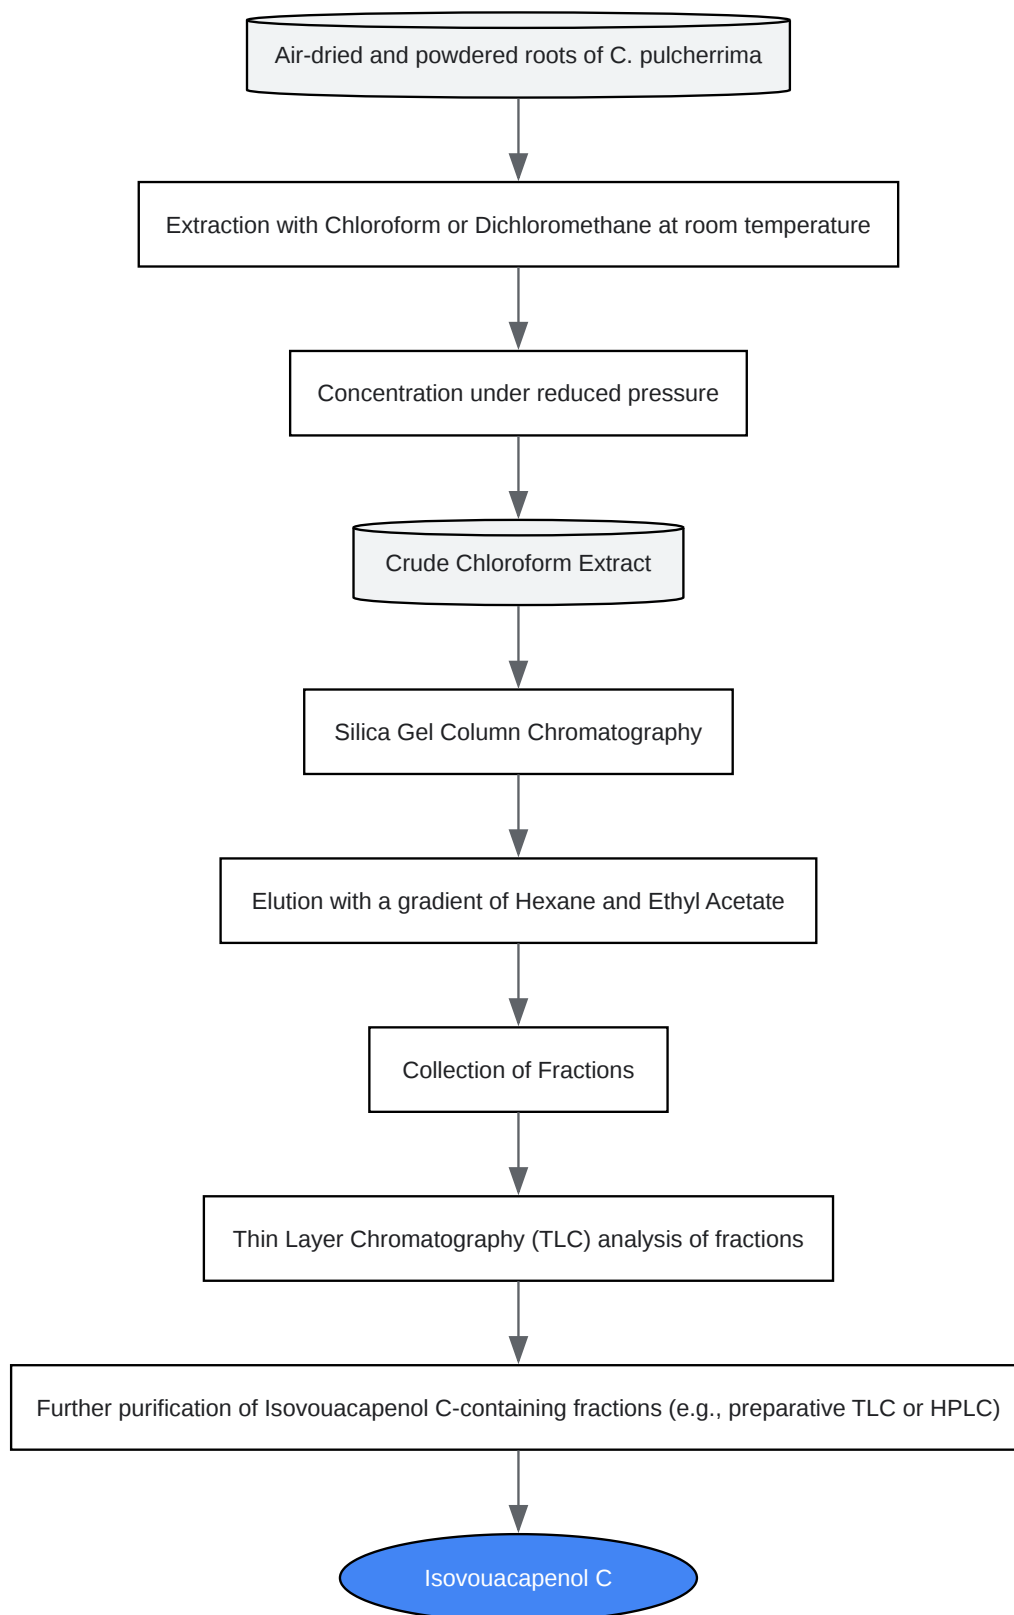 Air-dried and powdered roots of C. pulcherrima
Extraction with Chloroform or Dichloromethane at room temperature
Concentration under reduced pressure
Crude Chloroform Extract
Silica Gel Column Chromatography
Elution with a gradient of Hexane and Ethyl Acetate
Collection of Fractions
Thin Layer Chromatography (TLC) analysis of fractions
Further purification of Isovouacapenol C-containing fractions (e.g., preparative TLC or HPLC)
Isovouacapenol C